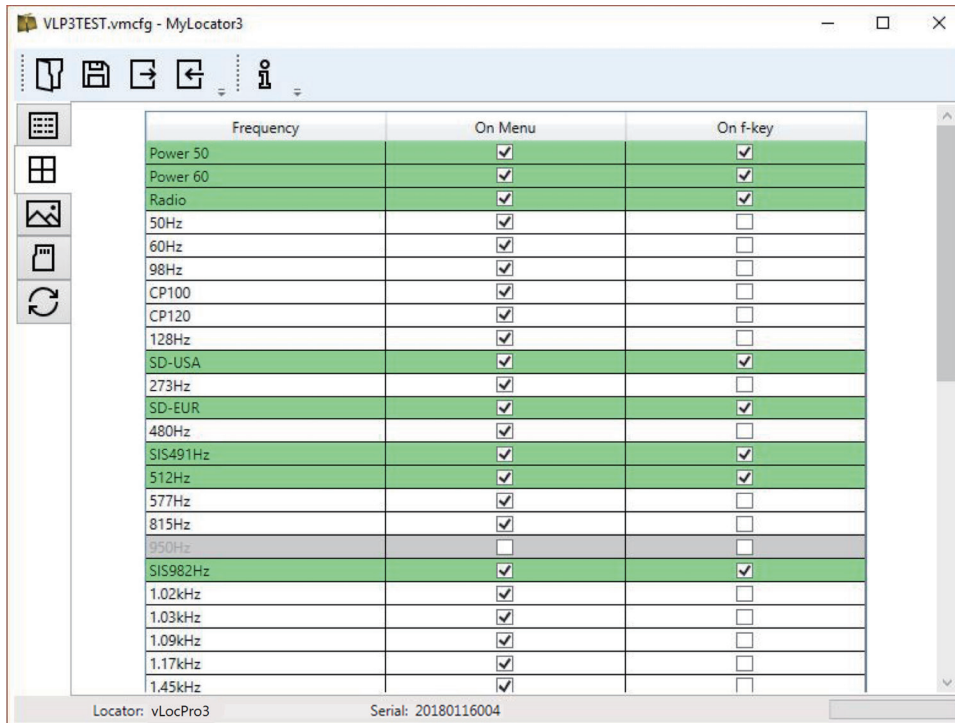 VLP3TEST.vmcfg - MyLocator3
Frequency On Menu On f-key
Power 50
Power 60
Radio
50Hz
60Hz
98Hz
CP100
CP120
128Hz
SD-USA
273Hz
SD-EUR
480Hz
SIS491Hz
512Hz
577Hz
815Hz
950Hz
SIS982Hz
1.02kHz
1.03kHz
1.09kHz
1.17kHz
1.45kHz
Locator: vLocPro3 Serial: 20180116004